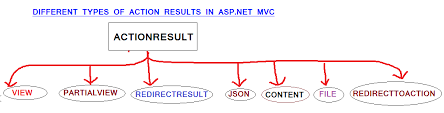 DIFFERENT TYPES OF ACTION RESULTS IN ASP.NET MVC
ACTIONRESULT
VIEW PARTIALVIEW REDIRECTRESULT JSON CONTENT FILE REDIRECTTOACTION